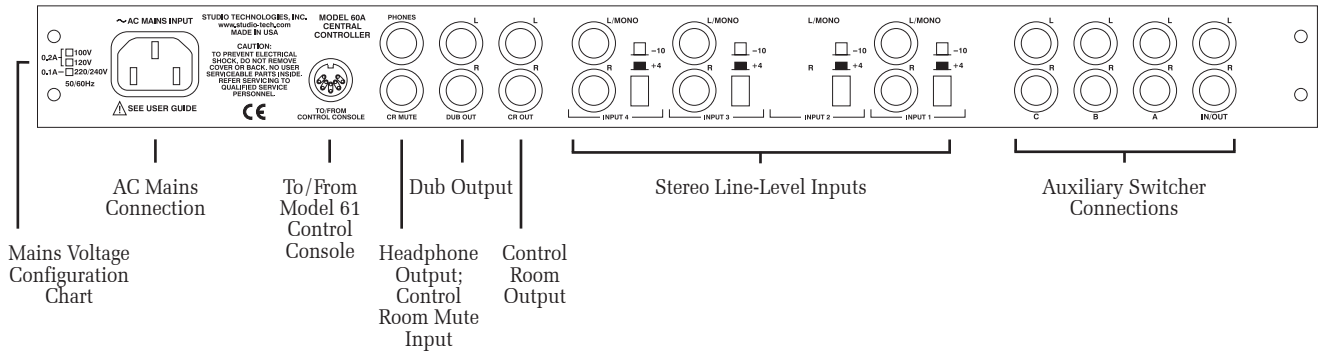 ~ AC MAINS INPUT
0.2A
100V
120V
0.1A
220/240V
50/60Hz
⚠ SEE USER GUIDE
STUDIO TECHNOLOGIES, INC.
www.studio-tech.com
MADE IN USA
CAUTION:
TO PREVENT ELECTRICAL
SHOCK, DO NOT REMOVE
COVER OR BACK. NO USER
SERVICEABLE PARTS INSIDE.
REFER SERVICING TO
QUALIFIED SERVICE
PERSONNEL.
CE
MODEL 60A
CENTRAL
CONTROLLER
TO/FROM
CONTROL CONSOLE
PHONES
CR MUTE
L
R
DUB OUT
L
R
CR OUT
L/MONO
–10
+4
R
INPUT 4
L/MONO
–10
+4
R
INPUT 3
L/MONO
–10
+4
R
INPUT 2
L/MONO
–10
+4
R
INPUT 1
L
R
C
L
R
B
L
R
A
L
R
IN/OUT
Mains Voltage
Configuration
Chart
AC Mains
Connection
To/From
Model 61
Control
Console
Headphone
Output;
Control
Room Mute
Input
Dub Output
Control
Room
Output
Stereo Line-Level Inputs
Auxiliary Switcher
Connections